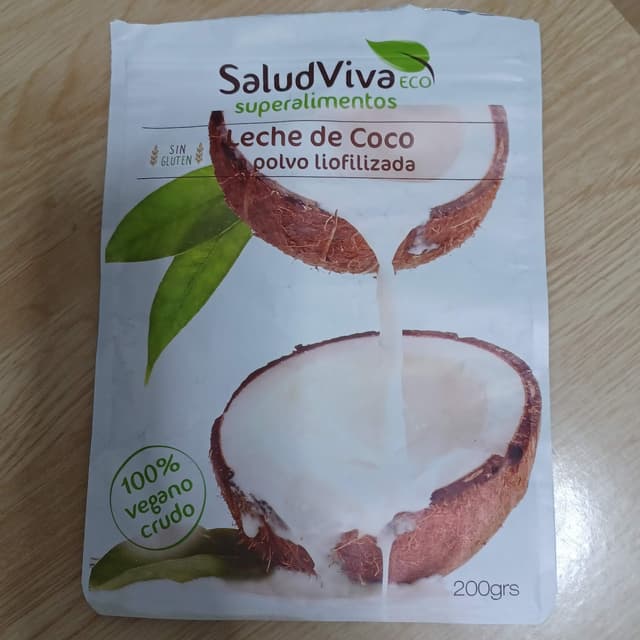 SaludViva ECO
superalimentos
Leche de Coco
polvo liofilizada
SIN
GLUTEN
100%
vegano
crudo
200grs